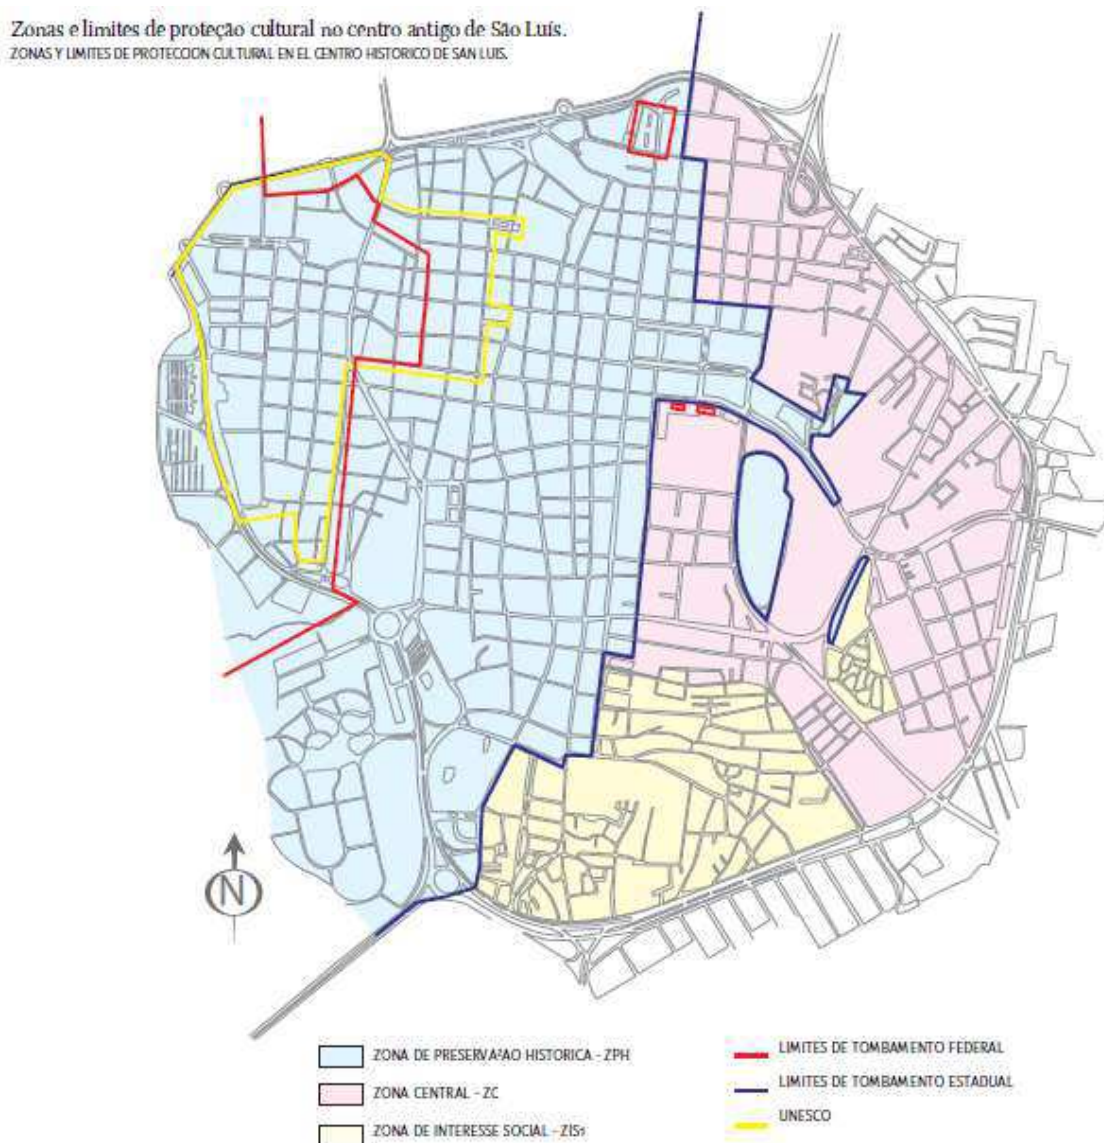 Zonas e limites de proteção cultural no centro antigo de São Luís.
ZONAS Y LIMITES DE PROTECCION CULTURAL EN EL CENTRO HISTORICO DE SAN LUIS.
N
ZONA DE PRESERVAªAO HISTORICA - ZPH
ZONA CENTRAL - ZC
ZONA DE INTERESSE SOCIAL - ZIS1
LIMITES DE TOMBAMENTO FEDERAL
LIMITES DE TOMBAMENTO ESTADUAL
UNESCO